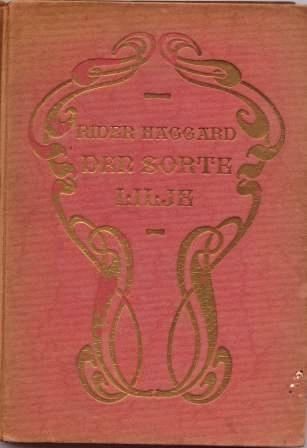 RIDER HAGGARD
DEN SORTE
LILJE